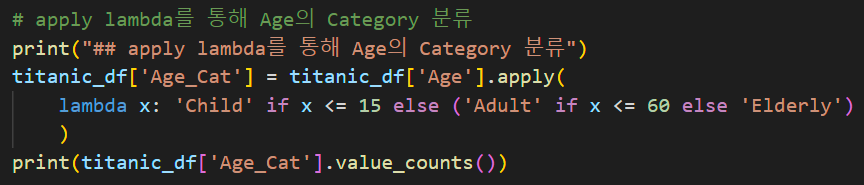 # apply lambda를 통해 Age의 Category 분류
print("## apply lambda를 통해 Age의 Category 분류")
titanic_df['Age_Cat'] = titanic_df['Age'].apply(
    lambda x: 'Child' if x <= 15 else ('Adult' if x <= 60 else 'Elderly')
    )
print(titanic_df['Age_Cat'].value_counts())